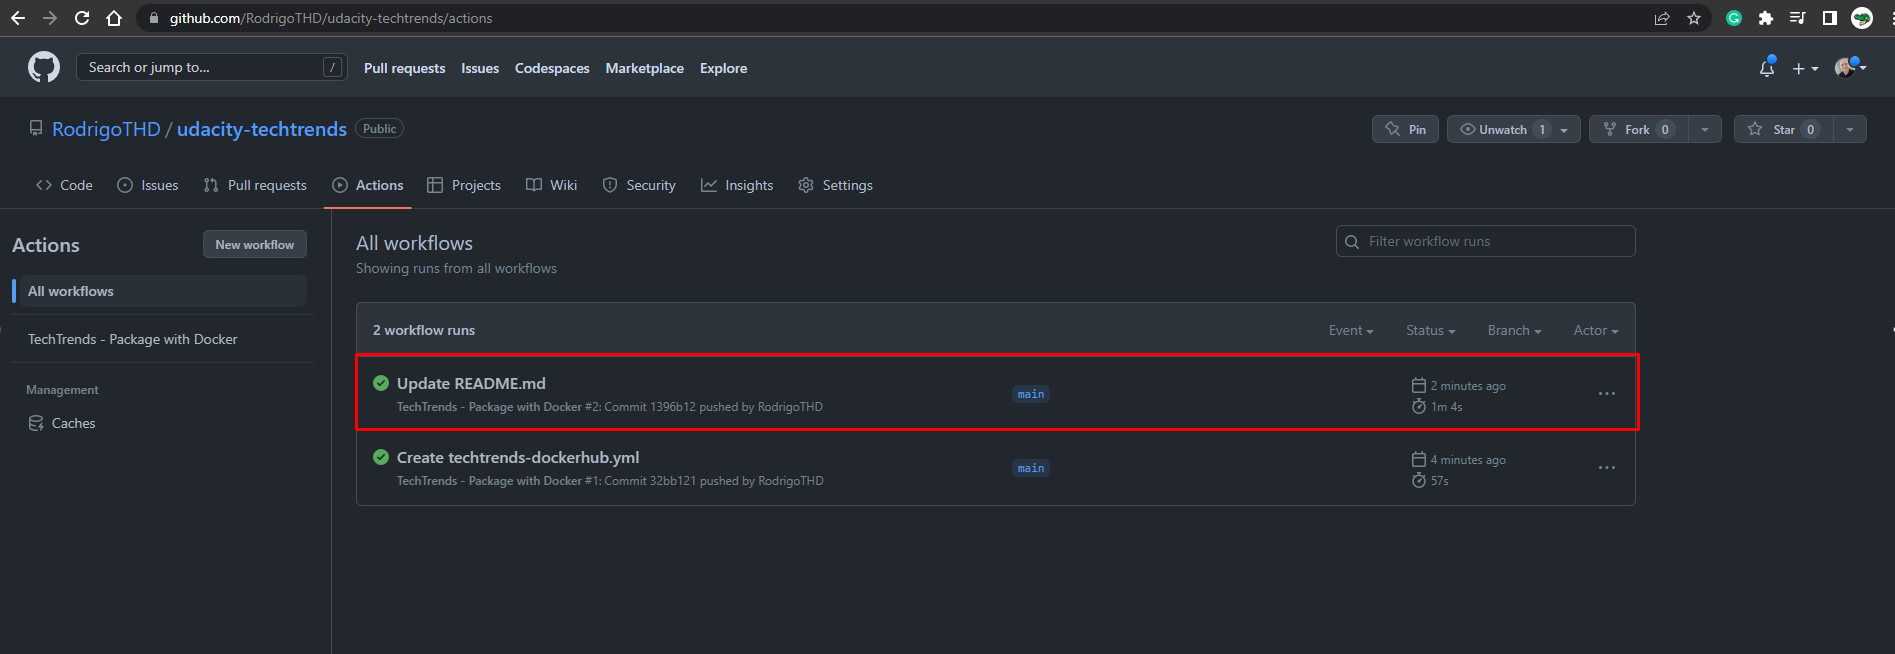 github.com/RodrigoTHD/udacity-techtrends/actions
Search or jump to... /
Pull requests Issues Codespaces Marketplace Explore
RodrigoTHD / udacity-techtrends Public
Pin Unwatch 1 Fork 0 Star 0
Code Issues Pull requests Actions Projects Wiki Security Insights Settings
Actions New workflow
All workflows
TechTrends - Package with Docker
Management
Caches
All workflows
Showing runs from all workflows
Filter workflow runs
2 workflow runs Event Status Branch Actor
Update README.md
TechTrends - Package with Docker #2: Commit 1396b12 pushed by RodrigoTHD
main
2 minutes ago
1m 4s
Create techtrends-dockerhub.yml
TechTrends - Package with Docker #1: Commit 32bb121 pushed by RodrigoTHD
main
4 minutes ago
57s